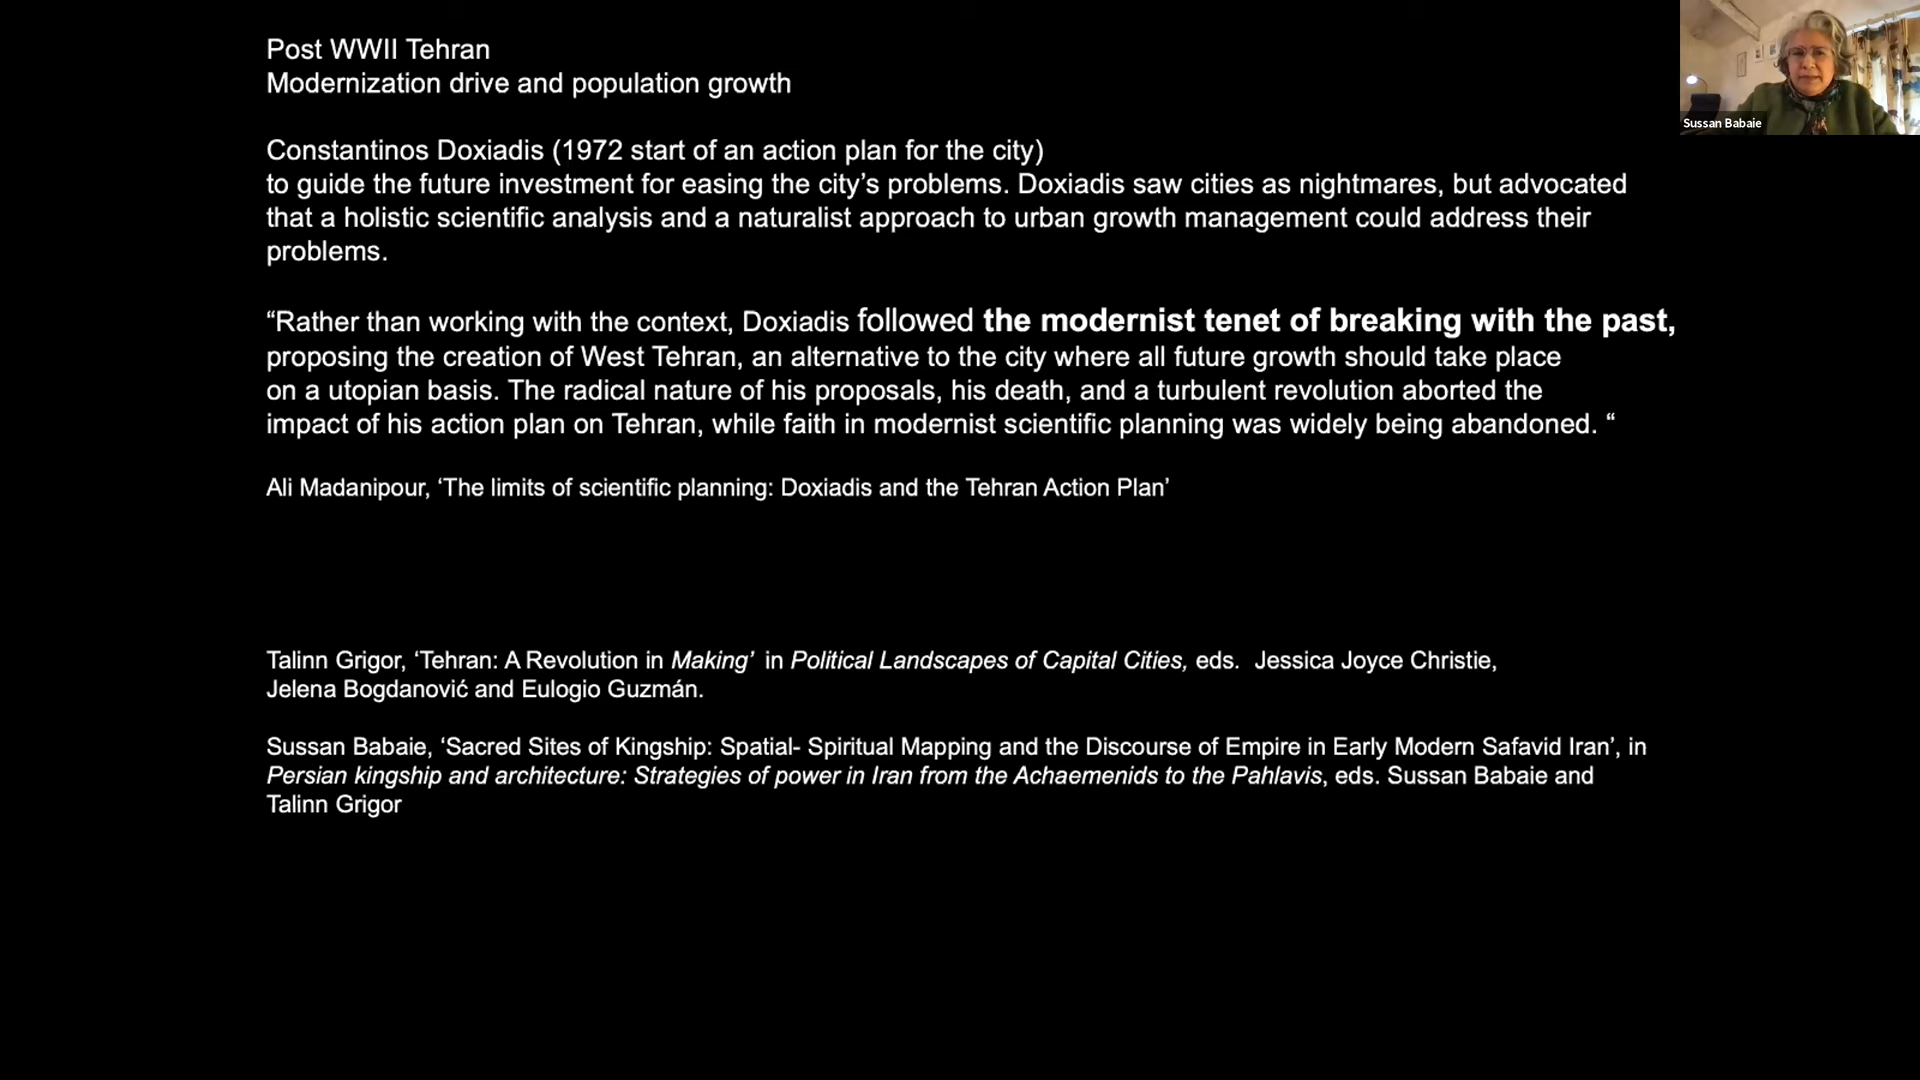 Post WWII Tehran
Modernization drive and population growth
Constantinos Doxiadis (1972 start of an action plan for the city)
to guide the future investment for easing the city’s problems. Doxiadis saw cities as nightmares, but advocated
that a holistic scientific analysis and a naturalist approach to urban growth management could address their
problems.
“Rather than working with the context, Doxiadis followed the modernist tenet of breaking with the past,
proposing the creation of West Tehran, an alternative to the city where all future growth should take place
on a utopian basis. The radical nature of his proposals, his death, and a turbulent revolution aborted the
impact of his action plan on Tehran, while faith in modernist scientific planning was widely being abandoned. “
Ali Madanipour, ‘The limits of scientific planning: Doxiadis and the Tehran Action Plan’
Talinn Grigor, ‘Tehran: A Revolution in Making’ in Political Landscapes of Capital Cities, eds. Jessica Joyce Christie,
Jelena Bogdanović and Eulogio Guzmán.
Sussan Babaie, ‘Sacred Sites of Kingship: Spatial- Spiritual Mapping and the Discourse of Empire in Early Modern Safavid Iran’, in
Persian kingship and architecture: Strategies of power in Iran from the Achaemenids to the Pahlavis, eds. Sussan Babaie and
Talinn Grigor
Sussan Babaie